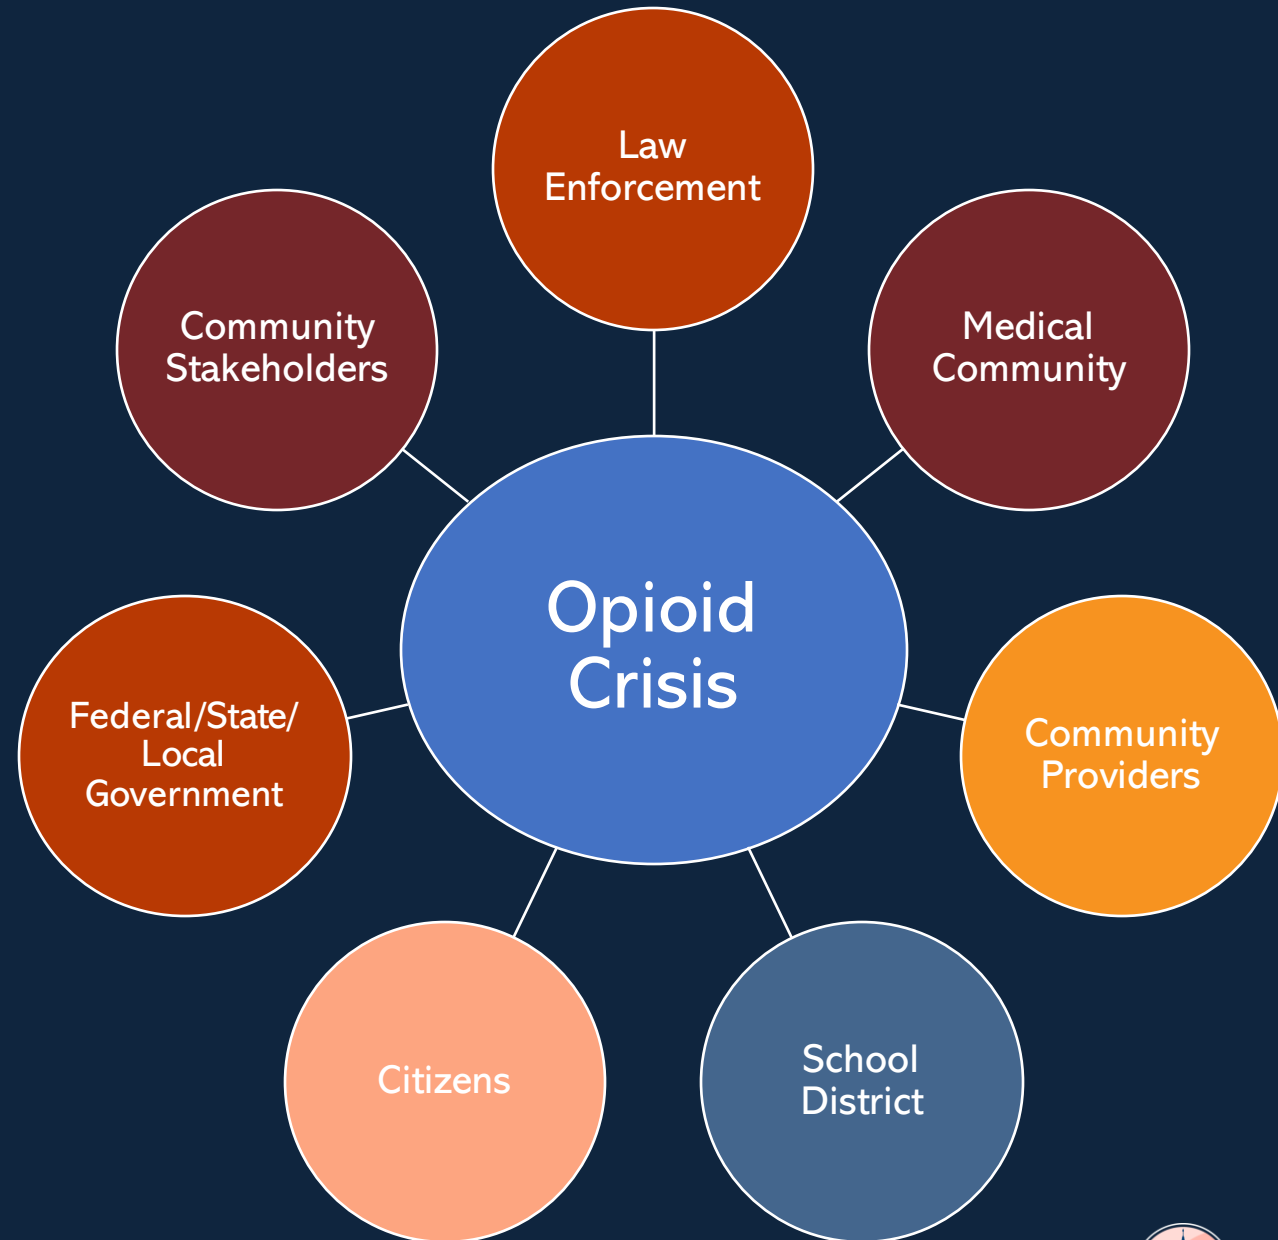 Law
Enforcement
Community
Stakeholders
Medical
Community
Opioid
Crisis
Federal/State/
Local
Government
Community
Providers
Citizens
School
District